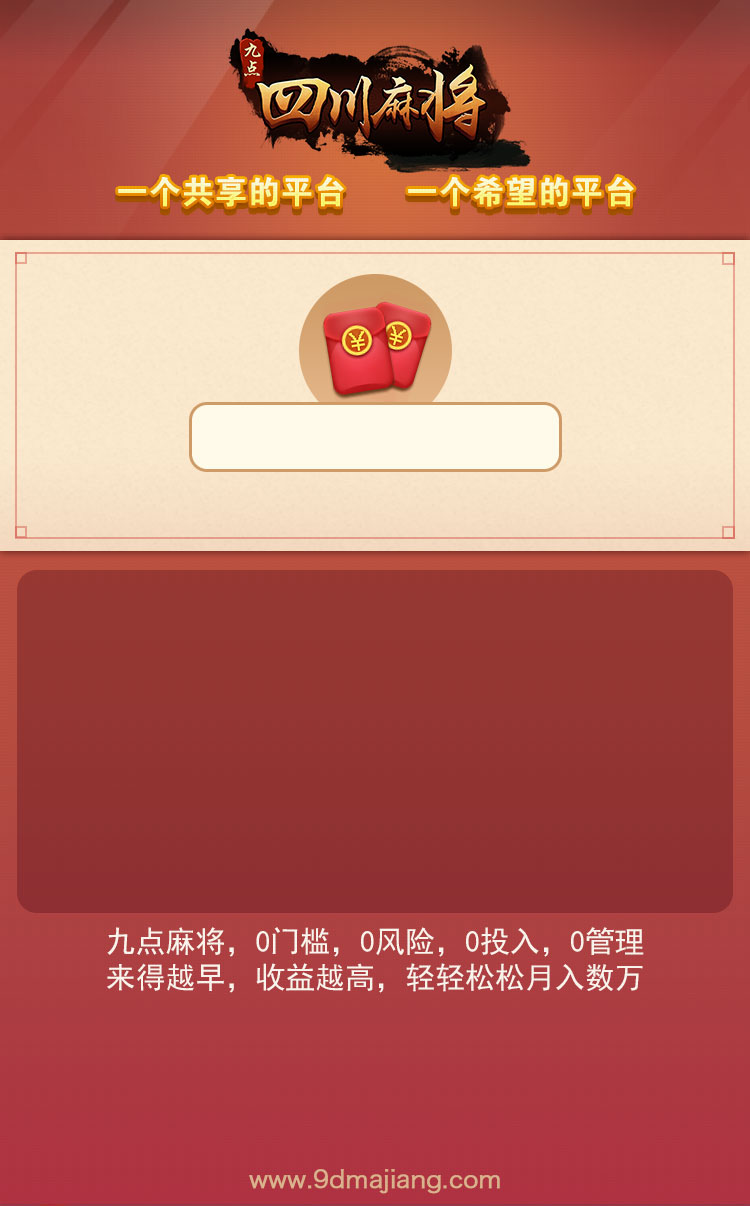 九点
四川麻将
一个共享的平台 一个希望的平台
九点麻将，0门槛，0风险，0投入，0管理
来得越早，收益越高，轻轻松松月入数万
www.9dmajiang.com